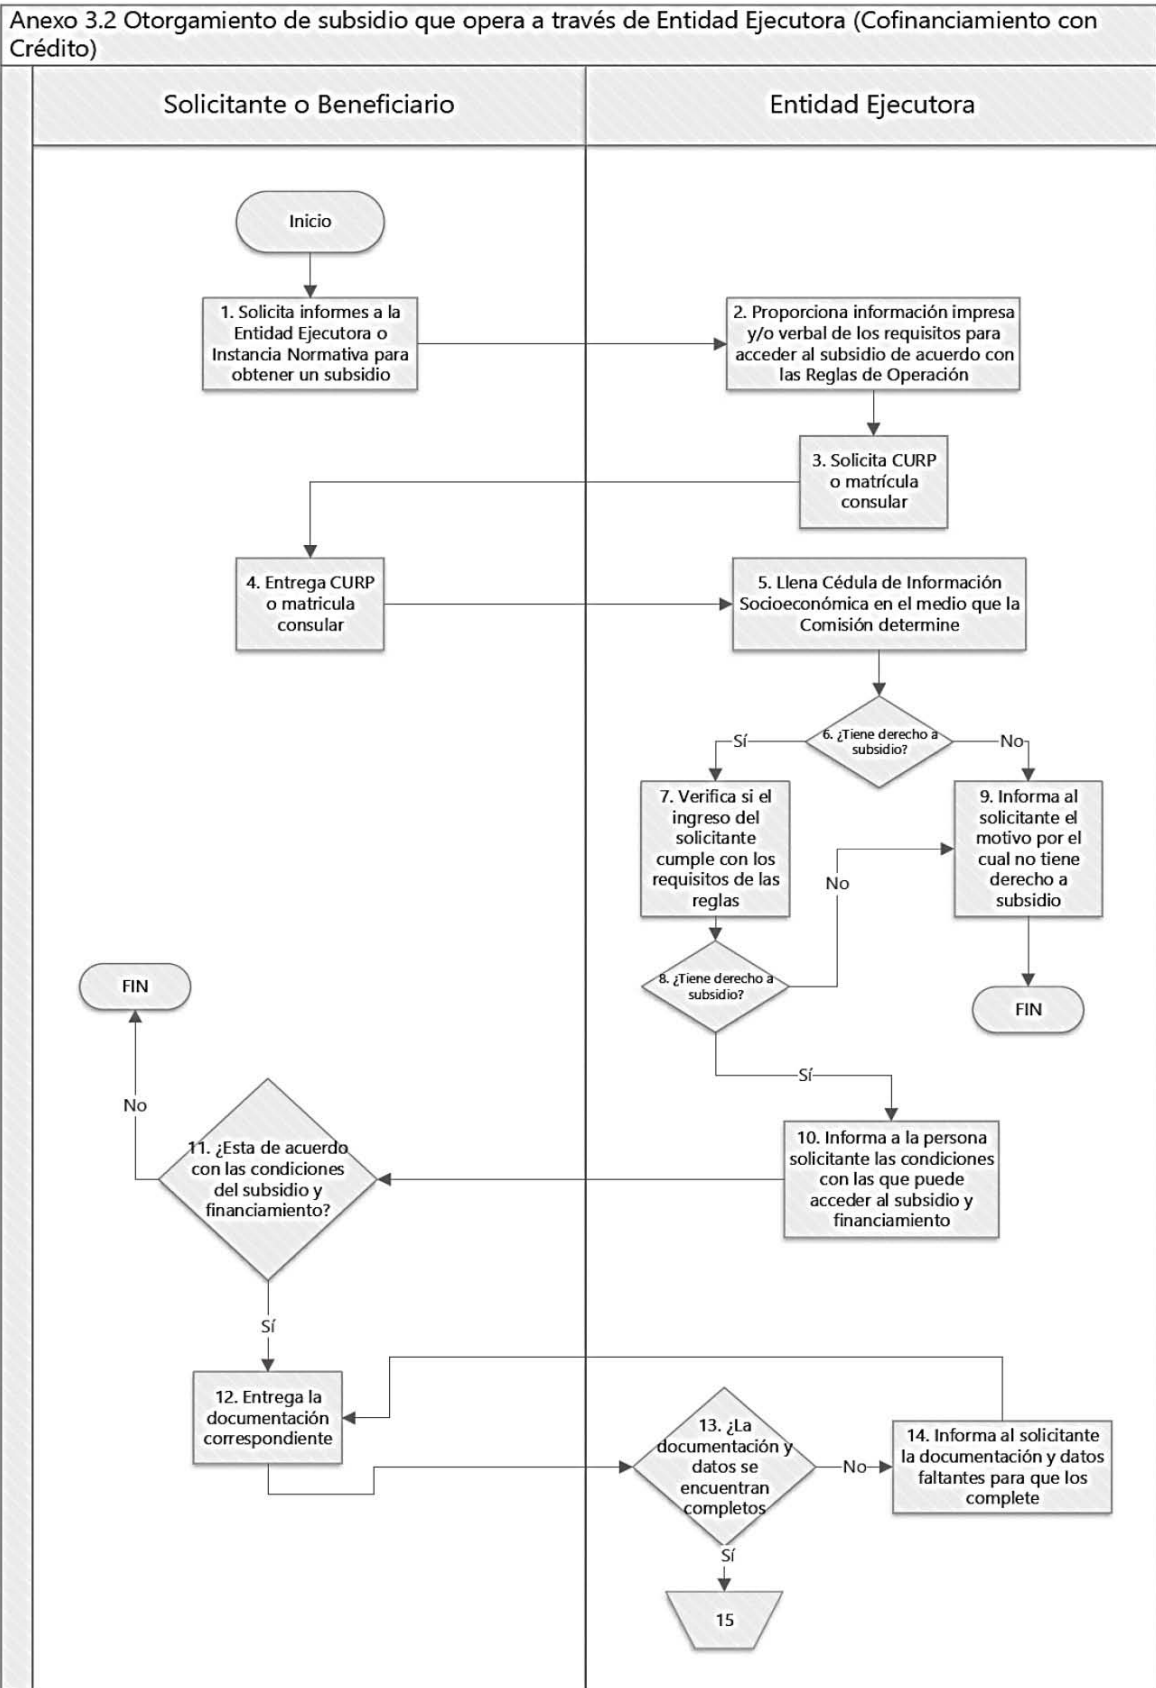 Anexo 3.2 Otorgamiento de subsidio que opera a través de Entidad Ejecutora (Cofinanciamiento con
Crédito)
Solicitante o Beneficiario
Entidad Ejecutora
Inicio
1. Solicita informes a la
Entidad Ejecutora o
Instancia Normativa para
obtener un subsidio
2. Proporciona información impresa
y/o verbal de los requisitos para
acceder al subsidio de acuerdo con
las Reglas de Operación
3. Solicita CURP
o matrícula
consular
4. Entrega CURP
o matricula
consular
5. Llena Cédula de Información
Socioeconómica en el medio que la
Comisión determine
6. ¿Tiene derecho a
subsidio?
Sí
No
7. Verifica si el
ingreso del
solicitante
cumple con los
requisitos de las
reglas
9. Informa al
solicitante el
motivo por el
cual no tiene
derecho a
subsidio
No
8. ¿Tiene derecho a
subsidio?
FIN
FIN
Sí
No
10. Informa a la persona
solicitante las condiciones
con las que puede
acceder al subsidio y
financiamiento
11. ¿Esta de acuerdo
con las condiciones
del subsidio y
financiamiento?
Sí
12. Entrega la
documentación
correspondiente
13. ¿La
documentación y
datos se
encuentran
completos
No
14. Informa al solicitante
la documentación y datos
faltantes para que los
complete
Sí
15